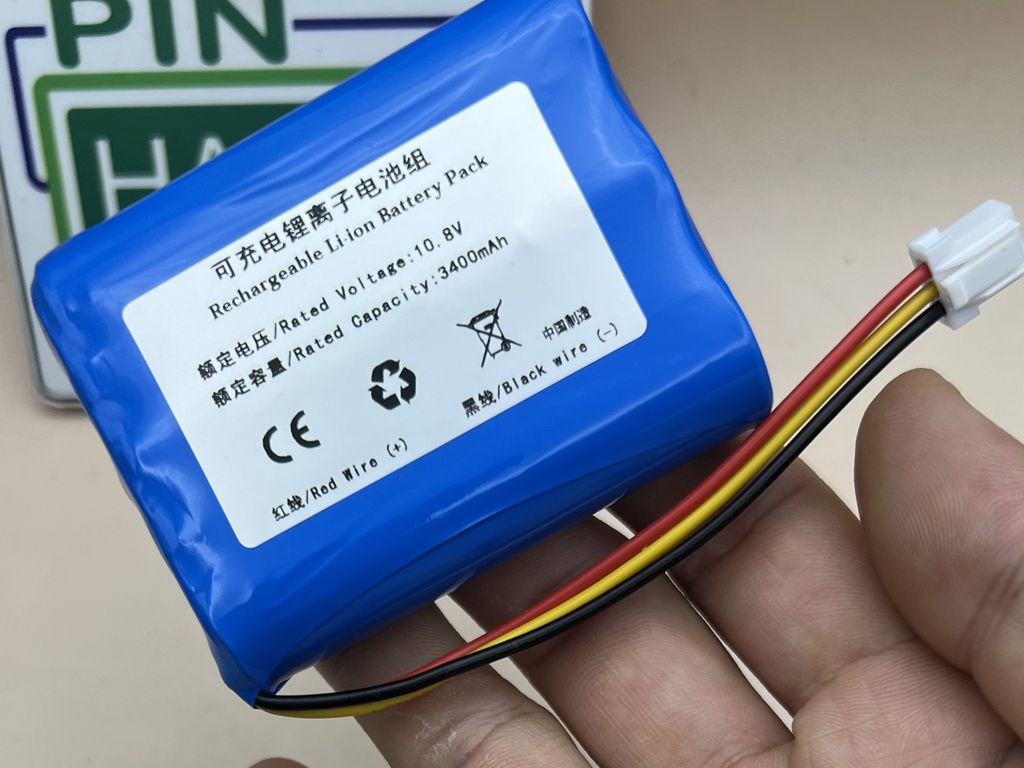 PIN
HA
可充电锂离子电池组
Rechargeable Li-ion Battery Pack
额定电压/Rated Voltage:10.8V
额定容量/Rated Capacity:3400mAh
CE
中国制造
红线/Red Wire (+)
黑线/Black wire (-)